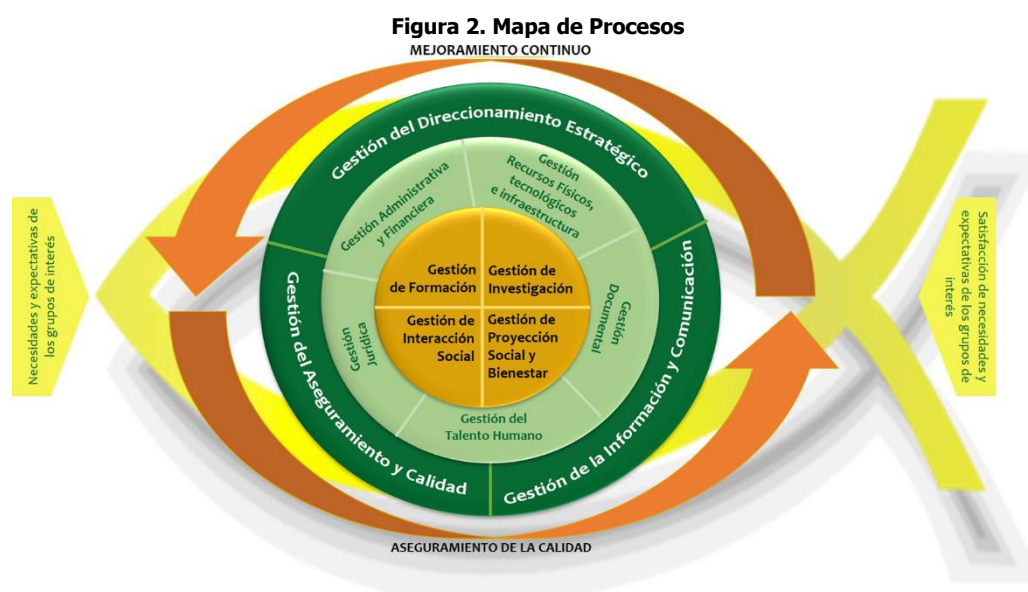 Figura 2. Mapa de Procesos
MEJORAMIENTO CONTINUO
Necesidades y expectativas de
los grupos de interés
Gestión del Direccionamiento Estratégico
Gestión Administrativa
y Financiera
Gestión
Recursos Físicos,
tecnológicos
e infraestructura
Gestión
de Formación
Gestión de
Investigación
Gestión de
Interacción
Social
Gestión de
Proyección
Social y
Bienestar
Gestión
Jurídica
Gestión
Documental
Gestión del
Talento Humano
Gestión del Aseguramiento y Calidad
Gestión de la Información y Comunicación
Satisfacción de necesidades y
expectativas de los grupos de
interés
ASEGURAMIENTO DE LA CALIDAD